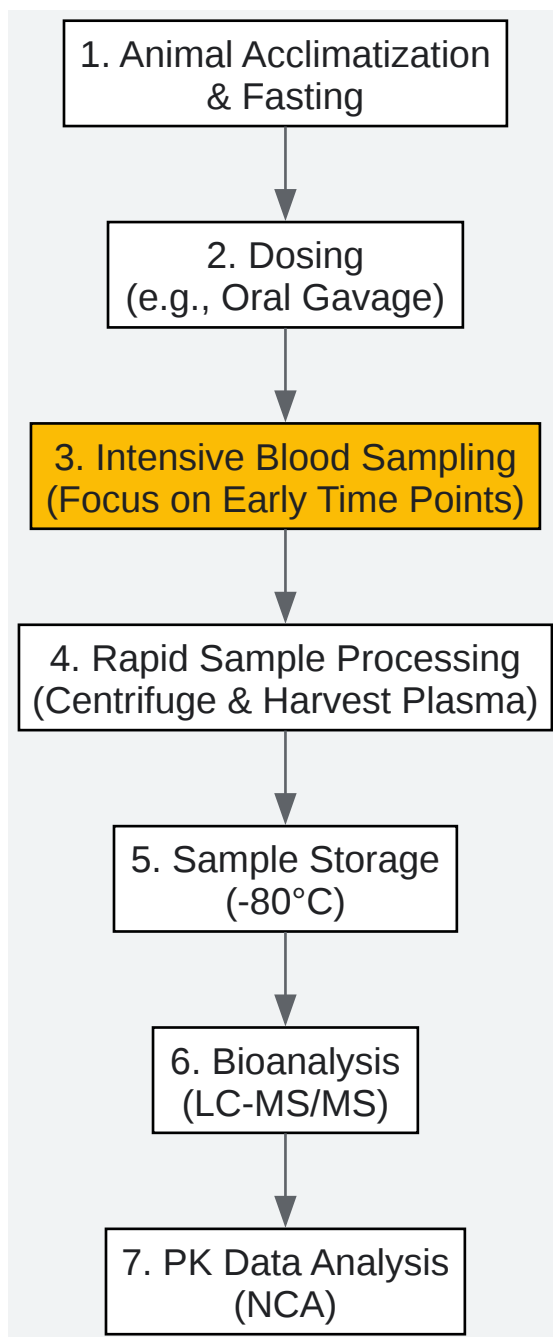 1. Animal Acclimatization
& Fasting
2. Dosing
(e.g., Oral Gavage)
3. Intensive Blood Sampling
(Focus on Early Time Points)
4. Rapid Sample Processing
(Centrifuge & Harvest Plasma)
5. Sample Storage
(-80°C)
6. Bioanalysis
(LC-MS/MS)
7. PK Data Analysis
(NCA)